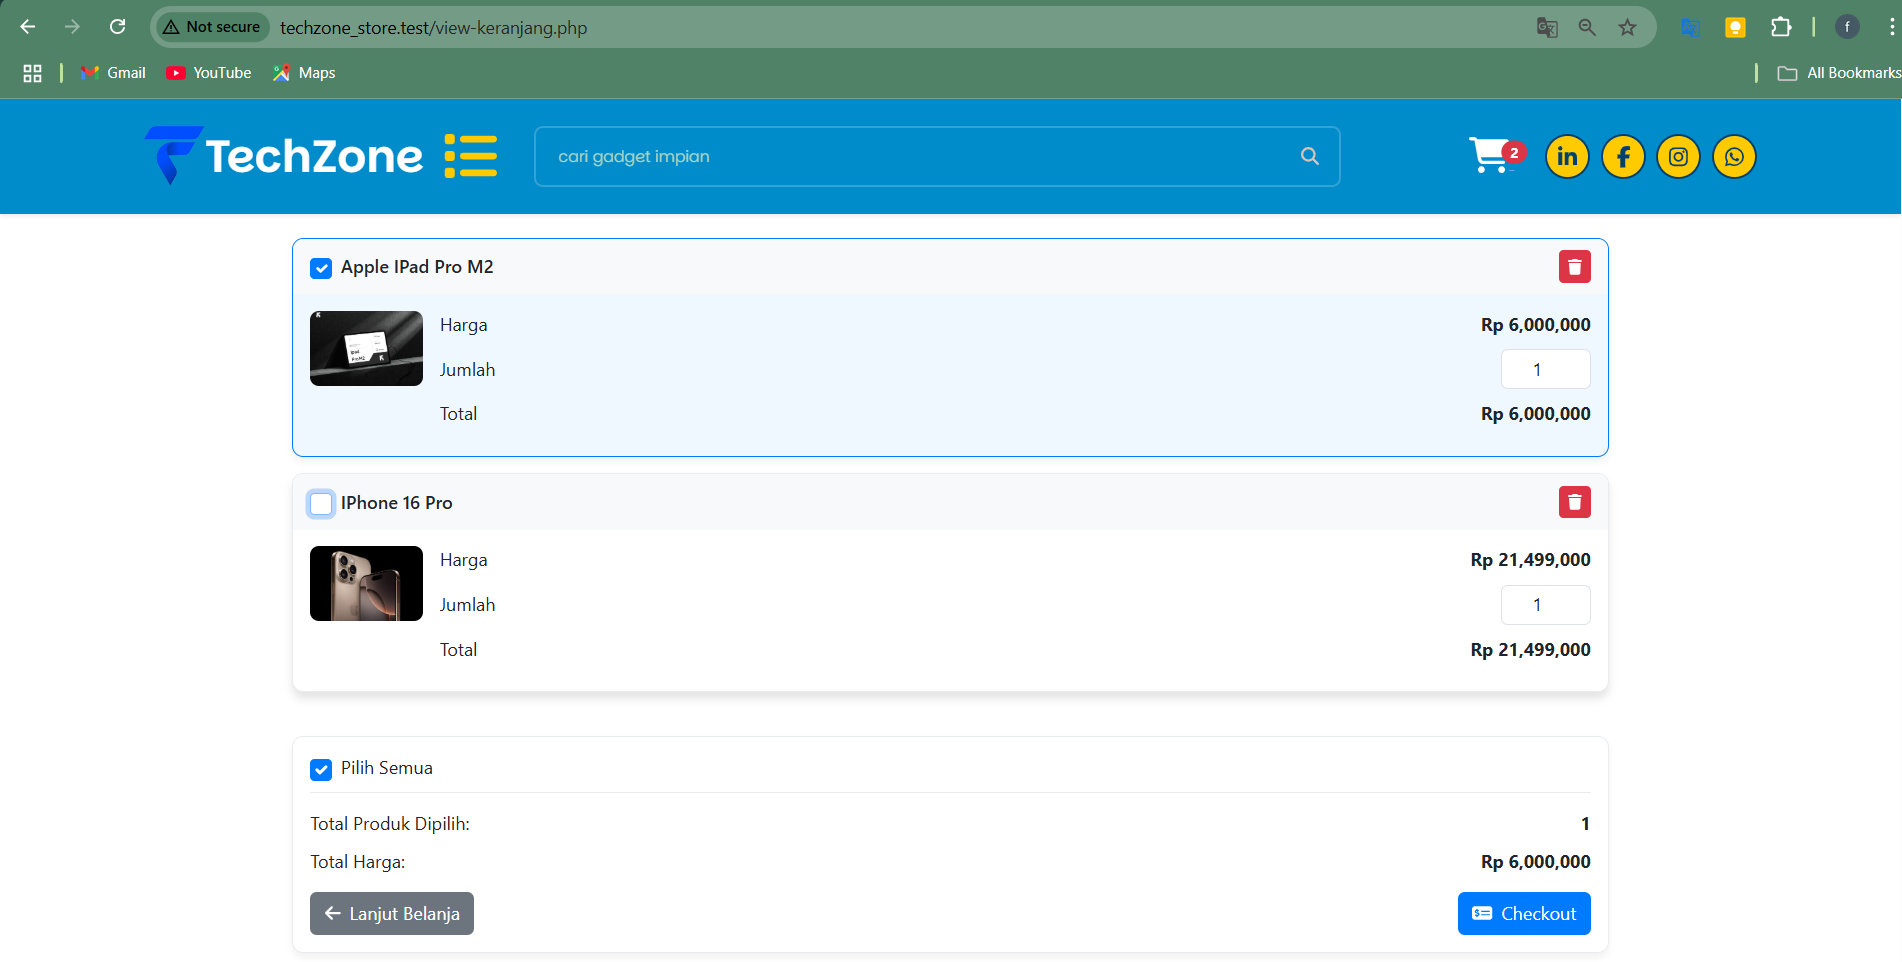 Not secure
techzone_store.test/view-keranjang.php
f
Gmail
YouTube
Maps
All Bookmarks
TechZone
cari gadget impian
2
Apple IPad Pro M2
Harga
Rp 6,000,000
Jumlah
1
Total
Rp 6,000,000
IPhone 16 Pro
Harga
Rp 21,499,000
Jumlah
1
Total
Rp 21,499,000
Pilih Semua
Total Produk Dipilih:
1
Total Harga:
Rp 6,000,000
Lanjut Belanja
Checkout